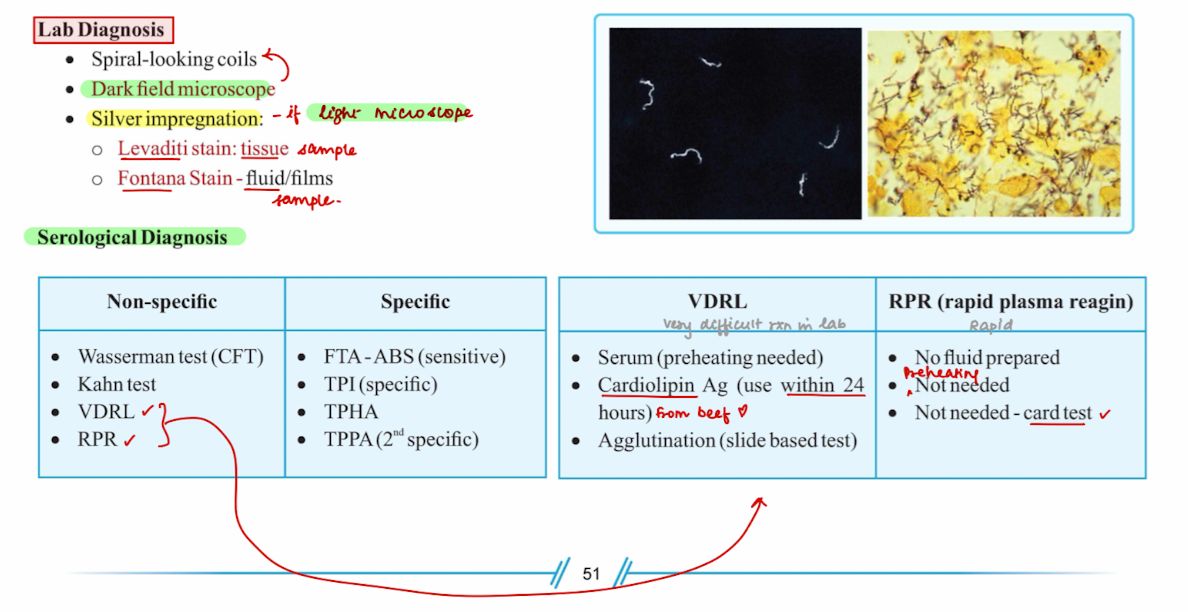 Lab Diagnosis
• Spiral-looking coils
• Dark field microscope
• Silver impregnation: - if light microscope
o Levaditi stain: tissue sample
o Fontana Stain - fluid/films
sample-
Serological Diagnosis
Non-specific
• Wasserman test (CFT)
• Kahn test
• VDRL ✓
• RPR ✓
Specific
• FTA - ABS (sensitive)
• TPI (specific)
• TPHA
• TPPA (2nd specific)
VDRL
very difficult rxn in lab
• Serum (preheating needed)
• Cardiolipin Ag (use within 24
hours) from beef ♡
• Agglutination (slide based test)
RPR (rapid plasma reagin)
Rapid
• No fluid prepared
preheating
• Not needed
• Not needed - card test ✓
51